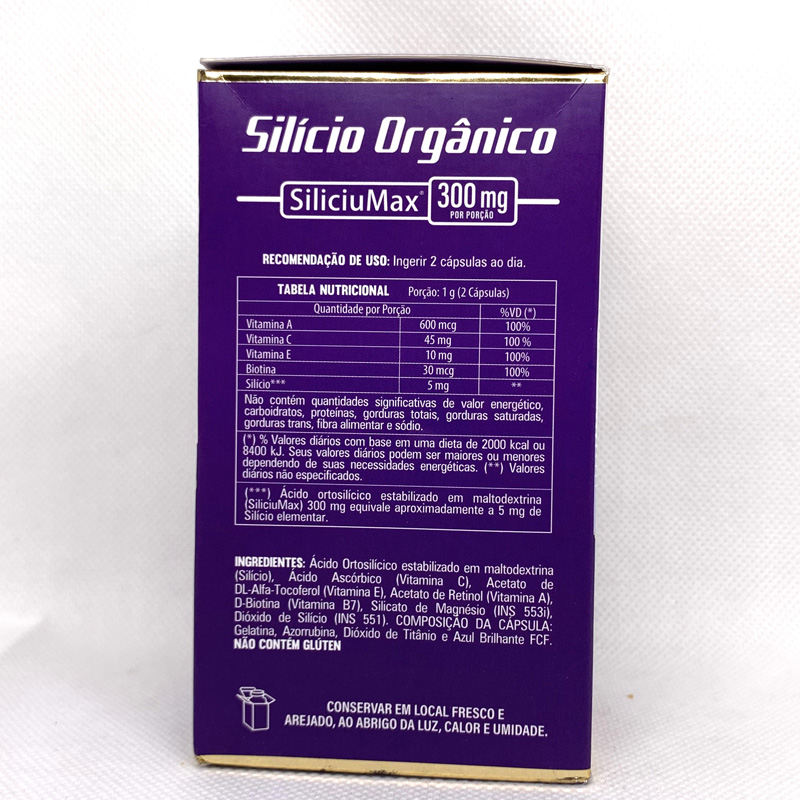 Silício Orgânico
SiliciuMax® 300 mg
POR PORÇÃO
RECOMENDAÇÃO DE USO: Ingerir 2 cápsulas ao dia.
TABELA NUTRICIONAL Porção: 1 g (2 Cápsulas)
Quantidade por Porção %VD (*)
Vitamina A 600 mcg 100%
Vitamina C 45 mg 100 %
Vitamina E 10 mg 100%
Biotina 30 mcg 100%
Silício*** 5 mg **
Não contém quantidades significativas de valor energético,
carboidratos, proteínas, gorduras totais, gorduras saturadas,
gorduras trans, fibra alimentar e sódio.
(*) % Valores diários com base em uma dieta de 2000 kcal ou
8400 kJ. Seus valores diários podem ser maiores ou menores
dependendo de suas necessidades energéticas. (**) Valores
diários não especificados.
(***) Ácido ortosilícico estabilizado em maltodextrina
(SiliciuMax) 300 mg equivale aproximadamente a 5 mg de
Silício elementar.
INGREDIENTES: Ácido Ortosilícico estabilizado em maltodextrina
(Silício), Ácido Ascórbico (Vitamina C), Acetato de
DL-Alfa-Tocoferol (Vitamina E), Acetato de Retinol (Vitamina A),
D-Biotina (Vitamina B7), Silicato de Magnésio (INS 553i),
Dióxido de Silício (INS 551). COMPOSIÇÃO DA CÁPSULA:
Gelatina, Azorrubina, Dióxido de Titânio e Azul Brilhante FCF.
NÃO CONTÉM GLÚTEN
CONSERVAR EM LOCAL FRESCO E
AREJADO, AO ABRIGO DA LUZ, CALOR E UMIDADE.